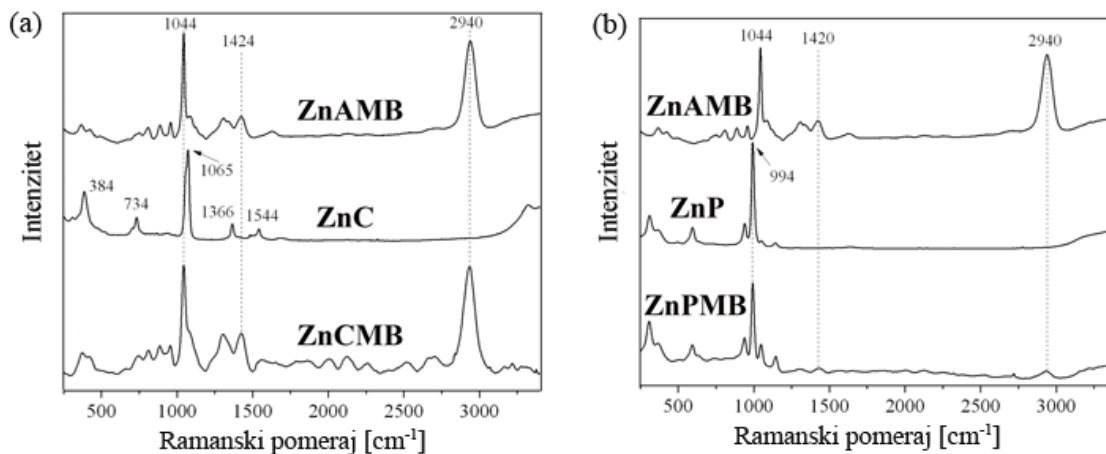 (a)
1044
1424
2940
ZnAMB
1065
384
734
1366
1544
ZnC
ZnCMB
Intenzitet
500 1000 1500 2000 2500 3000
Ramanski pomeraj [cm⁻¹]
(b)
1044
1420
2940
ZnAMB
994
ZnP
ZnPMB
Intenzitet
500 1000 1500 2000 2500 3000
Ramanski pomeraj [cm⁻¹]